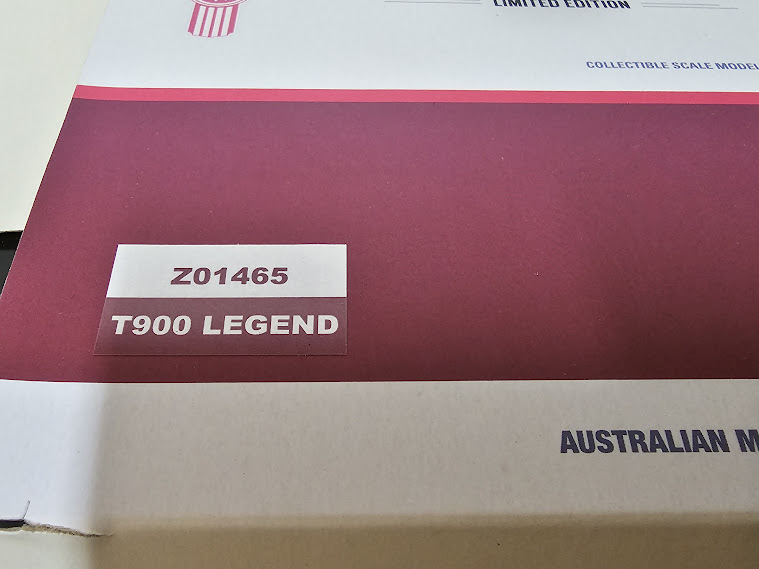 LIMITED EDITION
COLLECTIBLE SCALE MODEL
Z01465
T900 LEGEND
AUSTRALIAN M